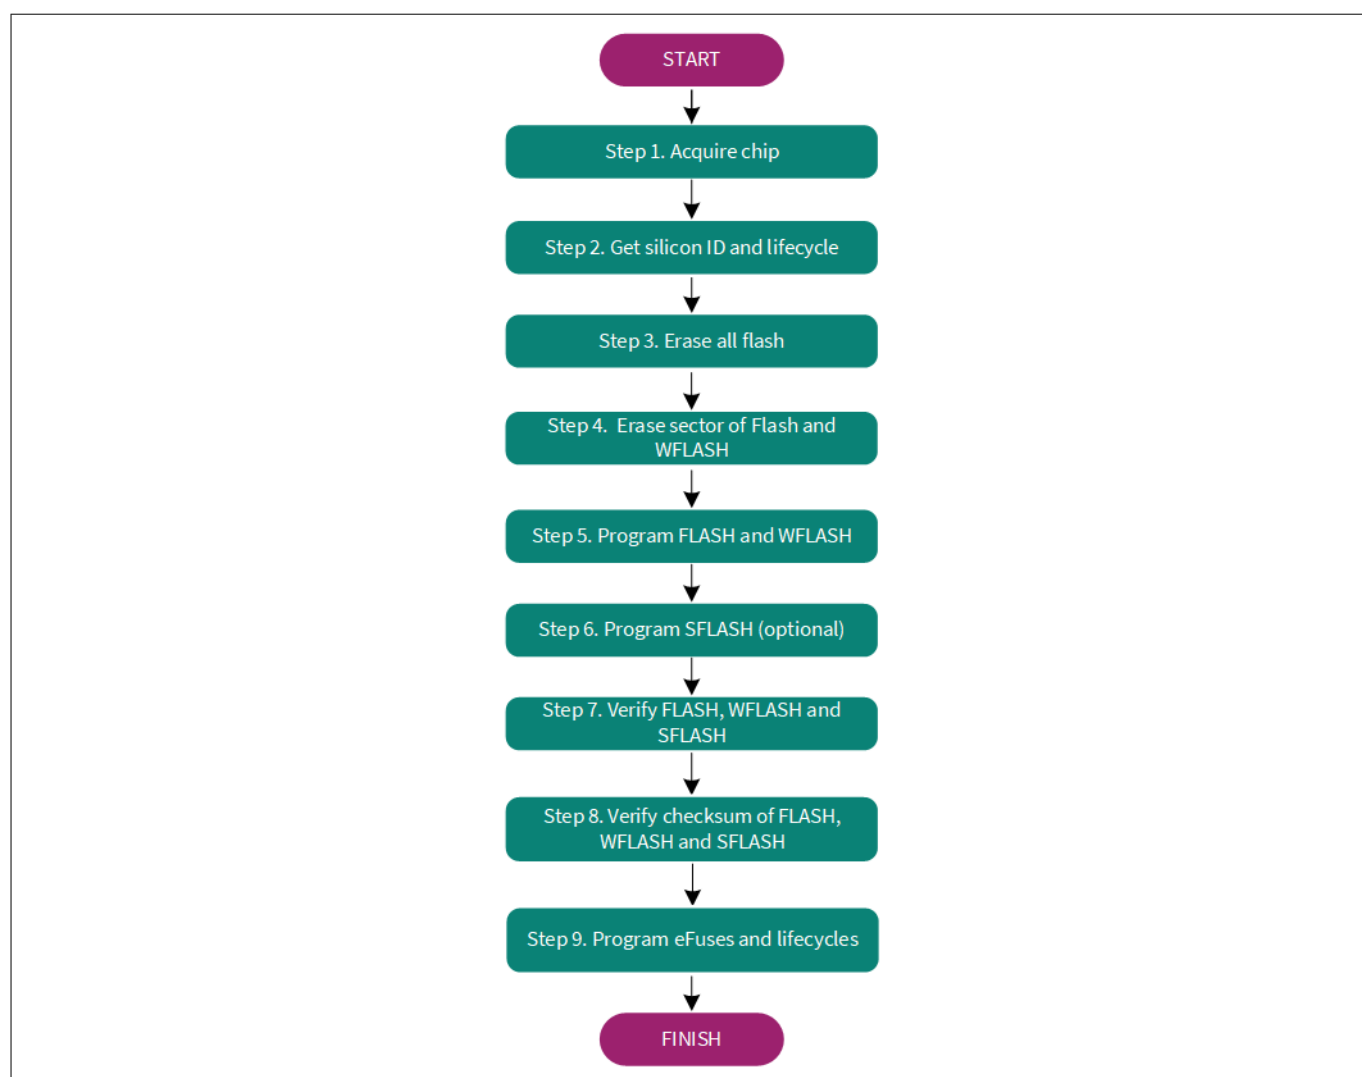 START
Step 1. Acquire chip
Step 2. Get silicon ID and lifecycle
Step 3. Erase all flash
Step 4.  Erase sector of Flash and
WFLASH
Step 5. Program FLASH and WFLASH
Step 6. Program SFLASH (optional)
Step 7. Verify FLASH, WFLASH and
SFLASH
Step 8. Verify checksum of FLASH,
WFLASH and SFLASH
Step 9. Program eFuses and lifecycles
FINISH